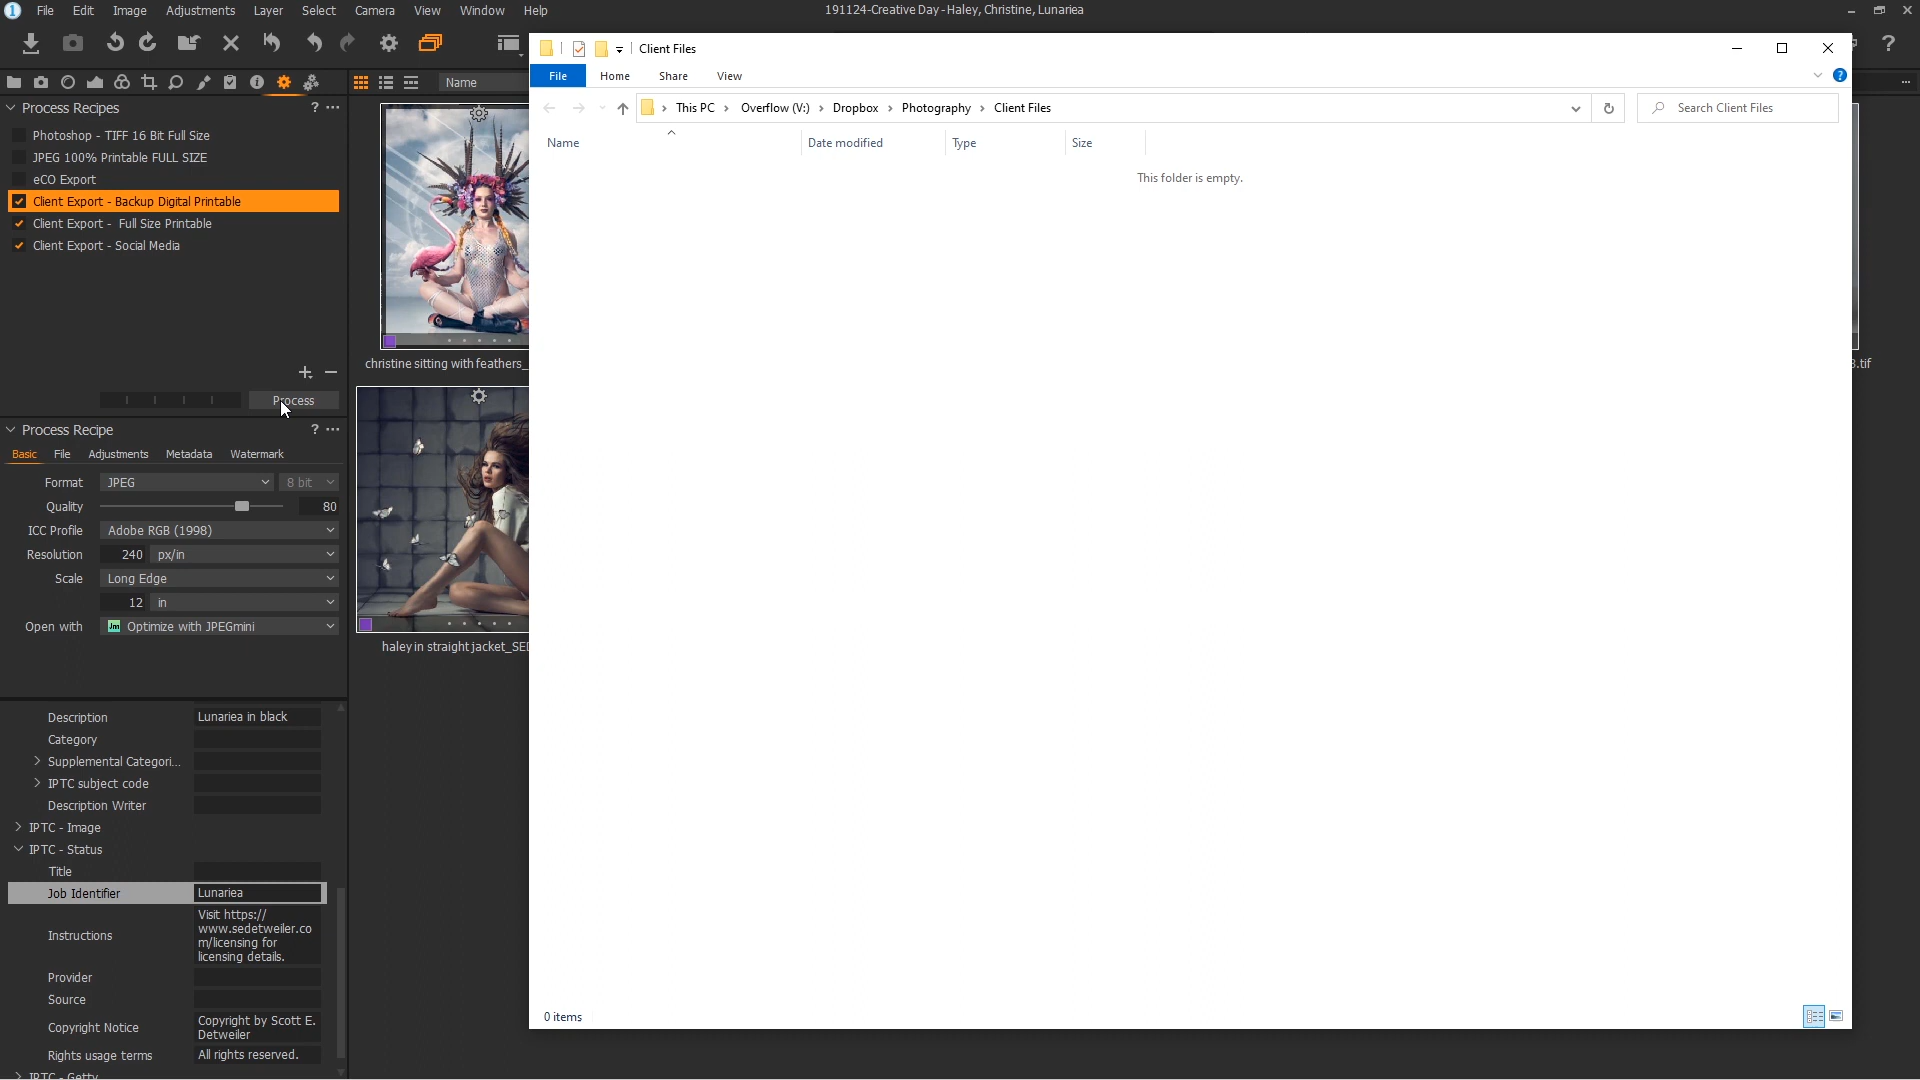 File Edit Image Adjustments Layer Select Camera View Window Help
191124-Creative Day - Haley, Christine, Lunariea
Process Recipes
Photoshop - TIFF 16 Bit Full Size
JPEG 100% Printable FULL SIZE
eCO Export
Client Export - Backup Digital Printable
Client Export - Full Size Printable
Client Export - Social Media
Process
Process Recipe
Basic File Adjustments Metadata Watermark
Format JPEG 8 bit
Quality 80
ICC Profile Adobe RGB (1998)
Resolution 240 px/in
Scale Long Edge
12 in
Open with Jm Optimize with JPEGmini
Description Lunariea in black
Category
Supplemental Categori...
IPTC subject code
Description Writer
IPTC - Image
IPTC - Status
Title
Job Identifier Lunariea
Instructions
Visit https://
www.sedetweiler.co
m/licensing for
licensing details.
Provider
Source
Copyright Notice
Copyright by Scott E.
Detweiler
Rights usage terms All rights reserved.
IPTC - Getty
Name
christine sitting with feathers_
haley in straight jacket_SE
3.tif
Client Files
File Home Share View
This PC Overflow (V:) Dropbox Photography Client Files
Search Client Files
Name Date modified Type Size
This folder is empty.
0 items